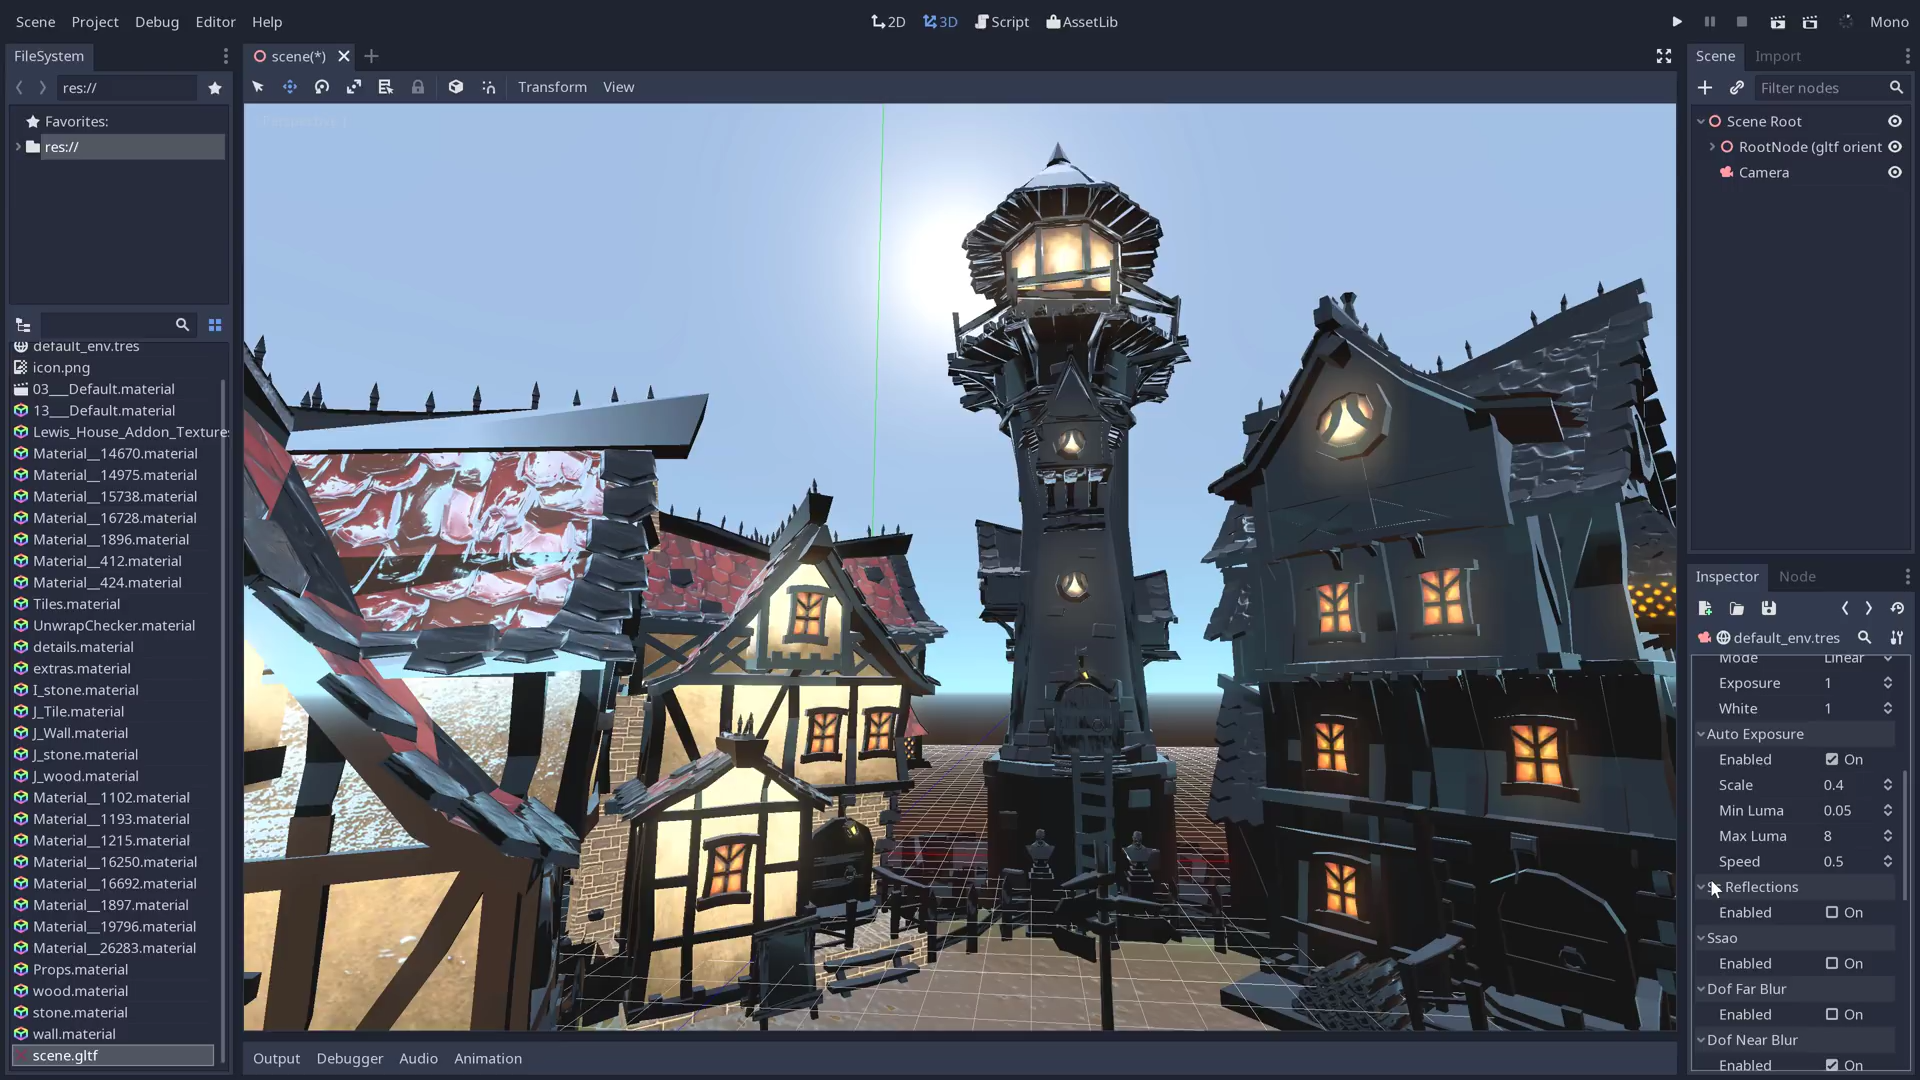 Scene Project Debug Editor Help
2D 3D Script AssetLib
Mono
FileSystem
scene(*)
Scene Import
res://
Transform View
Filter nodes
Favorites:
res://
Perspective
Scene Root
RootNode (gltf orient
Camera
default_env.tres
icon.png
03___Default.material
13___Default.material
Lewis_House_Addon_Textures
Material__14670.material
Material__14975.material
Material__15738.material
Material__16728.material
Material__1896.material
Material__412.material
Material__424.material
Tiles.material
UnwrapChecker.material
details.material
extras.material
I_stone.material
J_Tile.material
J_Wall.material
J_stone.material
J_wood.material
Material__1102.material
Material__1193.material
Material__1215.material
Material__16250.material
Material__16692.material
Material__1897.material
Material__19796.material
Material__26283.material
Props.material
wood.material
stone.material
wall.material
scene.gltf
Output Debugger Audio Animation
Inspector Node
default_env.tres
Mode Linear
Exposure 1
White 1
Auto Exposure
Enabled On
Scale 0.4
Min Luma 0.05
Max Luma 8
Speed 0.5
Reflections
Enabled On
Ssao
Enabled On
Dof Far Blur
Enabled On
Dof Near Blur
Enabled On